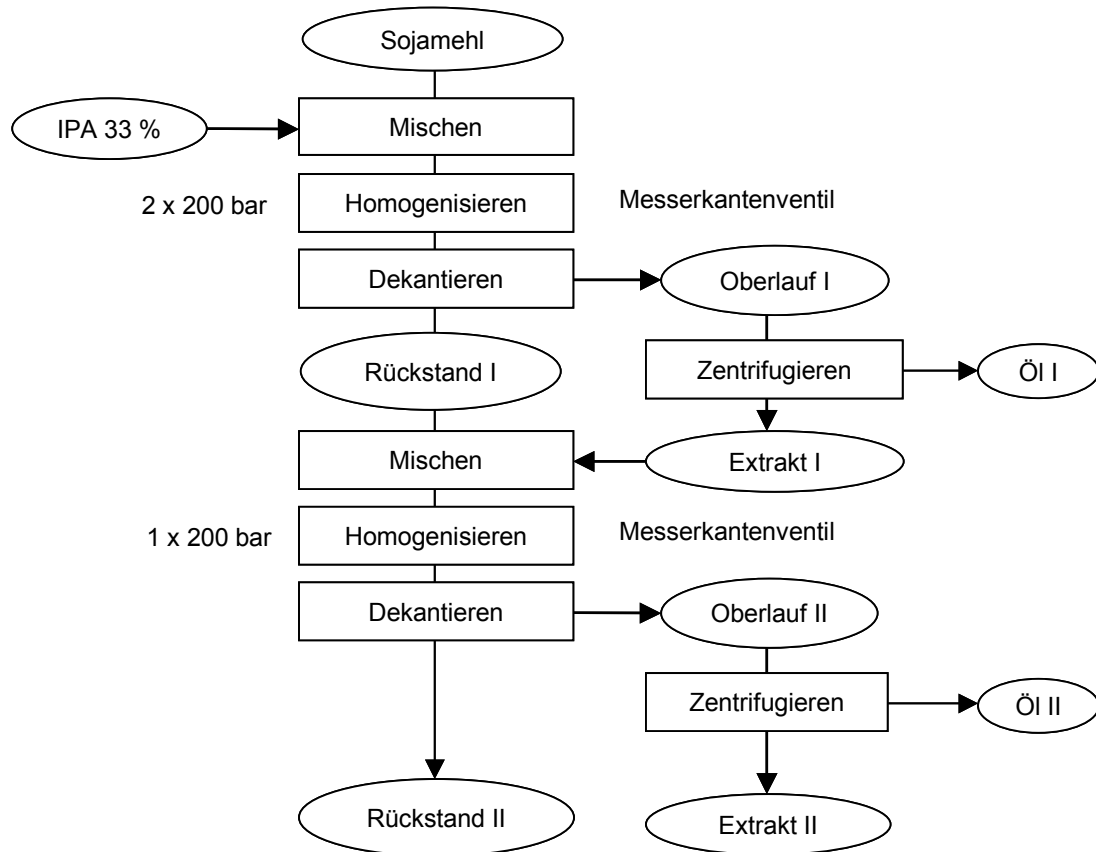 Sojamehl
IPA 33 %
Mischen
2 x 200 bar
Homogenisieren
Messerkantenventil
Dekantieren
Oberlauf I
Rückstand I
Zentrifugieren
Öl I
Mischen
Extrakt I
1 x 200 bar
Homogenisieren
Messerkantenventil
Dekantieren
Oberlauf II
Zentrifugieren
Öl II
Rückstand II
Extrakt II